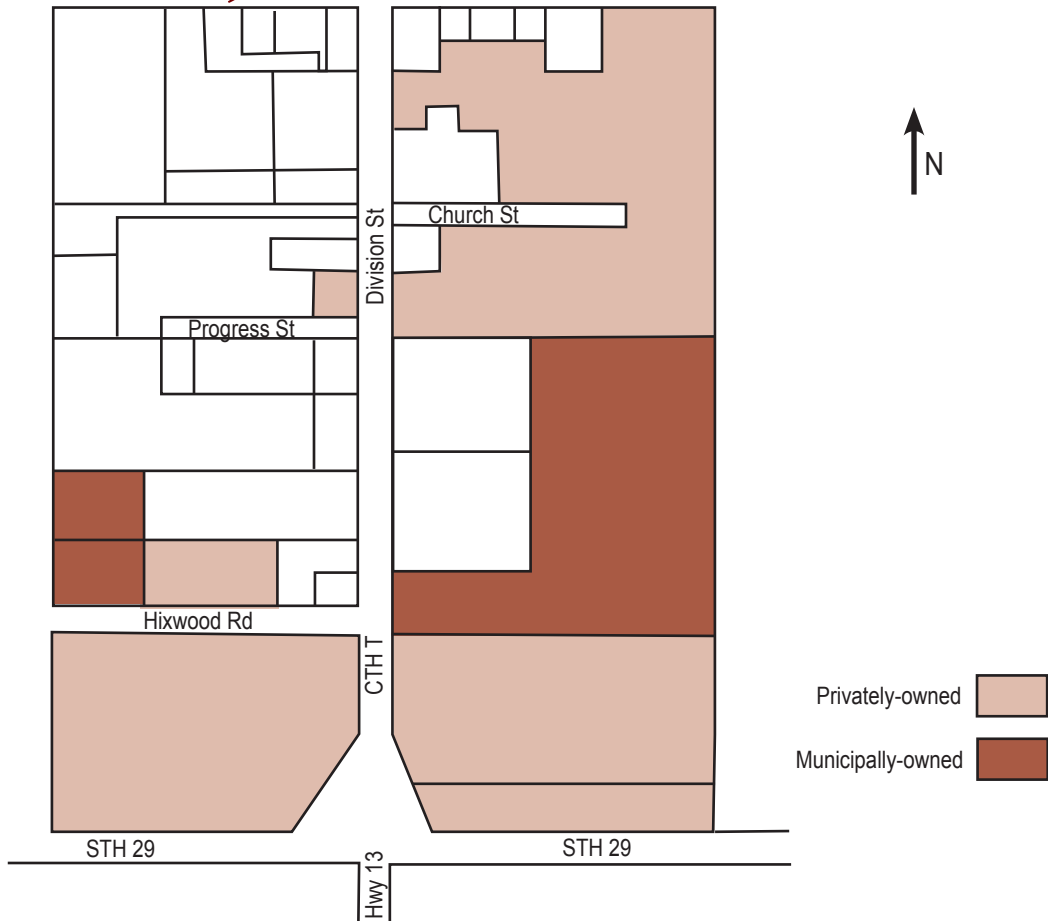 N
Church St
Division St
Progress St
Hixwood Rd
CTH T
Privately-owned
Municipally-owned
STH 29
STH 29
Hwy 13